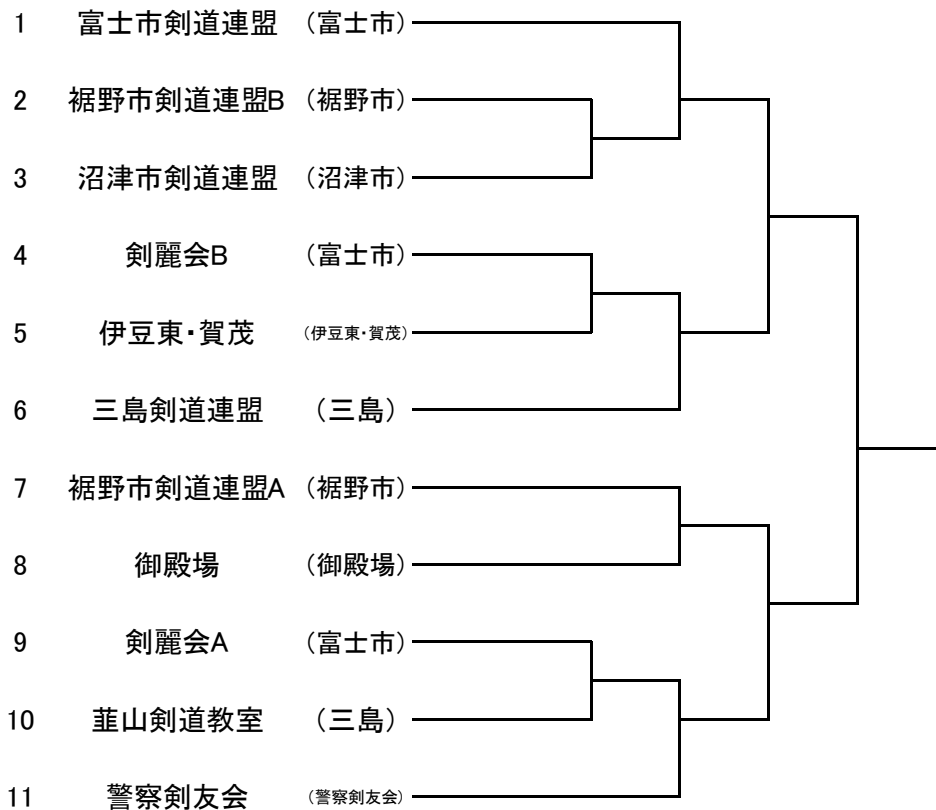 1 富士市剣道連盟 (富士市)
2 裾野市剣道連盟B (裾野市)
3 沼津市剣道連盟 (沼津市)
4 剣麗会B (富士市)
5 伊豆東・賀茂 (伊豆東・賀茂)
6 三島剣道連盟 (三島)
7 裾野市剣道連盟A (裾野市)
8 御殿場 (御殿場)
9 剣麗会A (富士市)
10 韮山剣道教室 (三島)
11 警察剣友会 (警察剣友会)